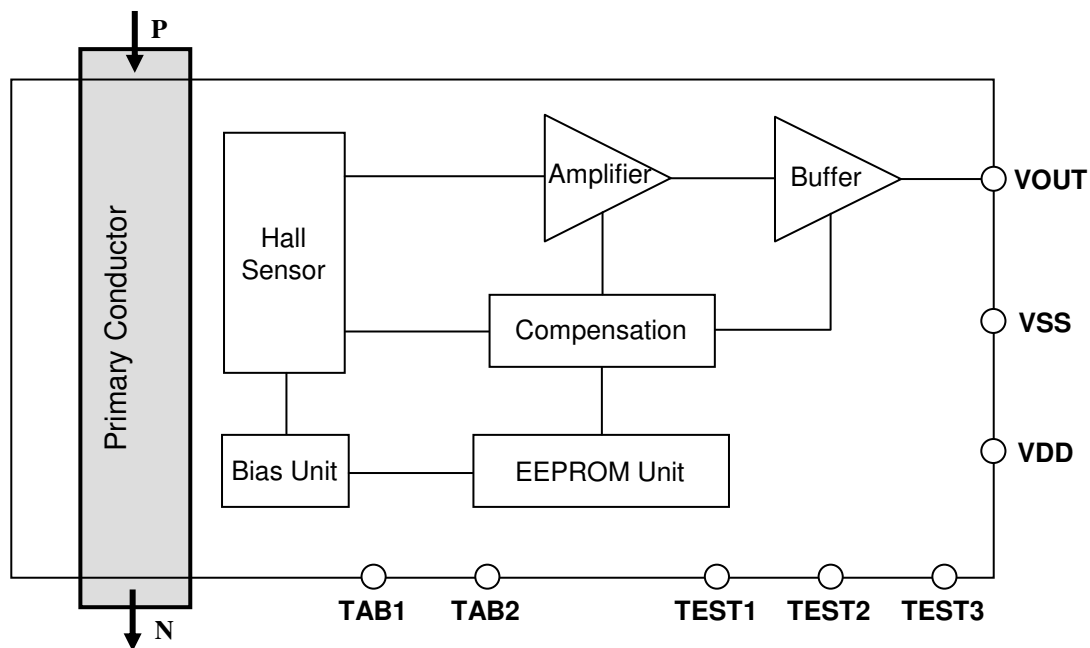 P
Primary Conductor
Hall
Sensor
Amplifier
Buffer
VOUT
Compensation
VSS
Bias Unit
EEPROM Unit
VDD
TAB1
TAB2
TEST1
TEST2
TEST3
N